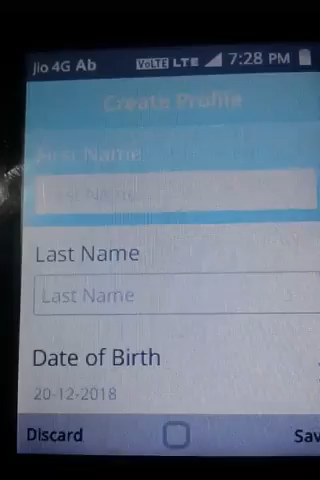 Jio 4G Ab VoLTE LTE 7:28 PM
Create Profile
First Name
Last Name
Last Name
Date of Birth
20-12-2018
Discard Sav